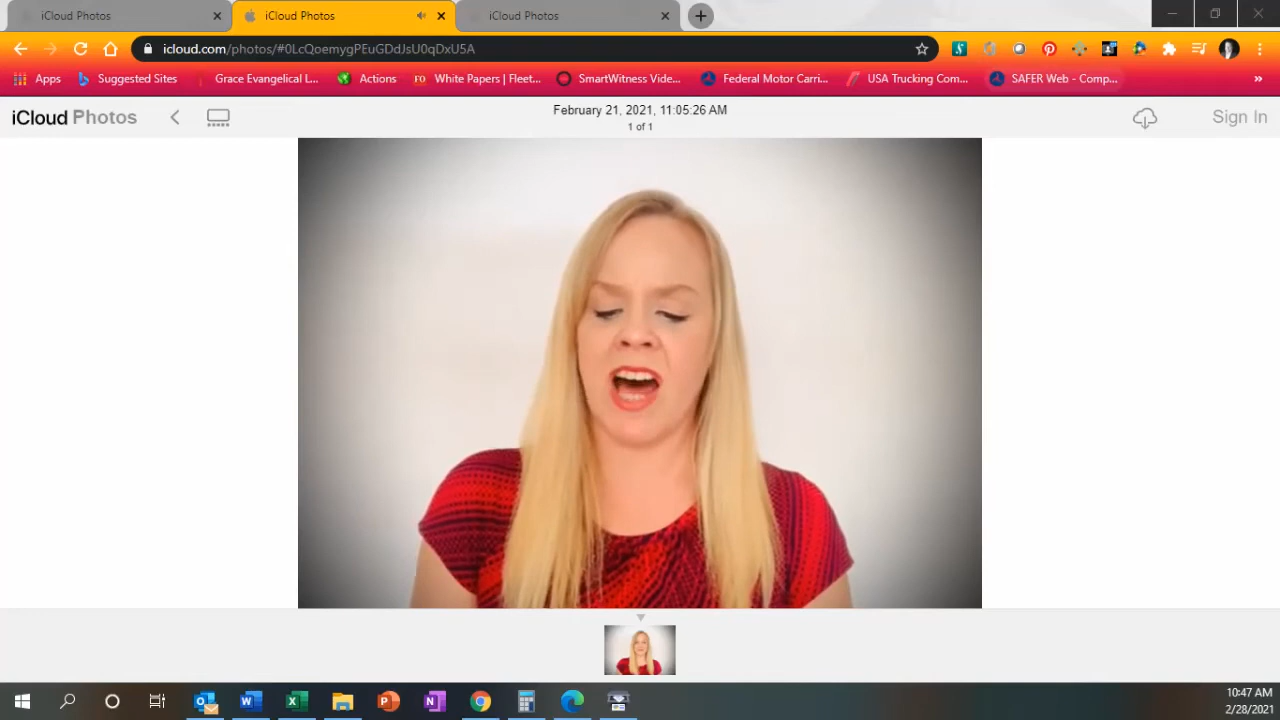 iCloud Photos
iCloud Photos
iCloud Photos
icloud.com/photos/#0LcQoemygPEuGDdJsU0qDxU5A
Apps
Suggested Sites
Grace Evangelical L...
Actions
White Papers | Fleet...
SmartWitness Vide...
Federal Motor Carri...
USA Trucking Com...
SAFER Web - Comp...
»
iCloud Photos
February 21, 2021, 11:05:26 AM
1 of 1
Sign In
10:47 AM
2/28/2021